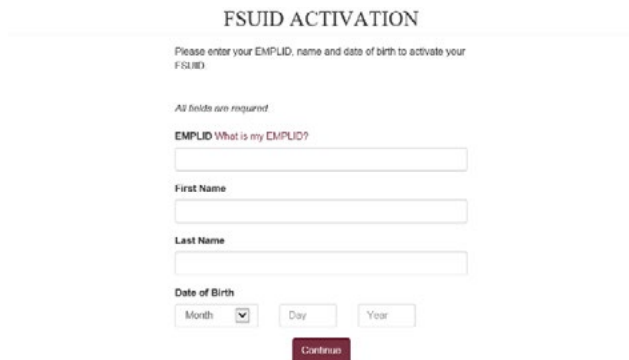 FSUID ACTIVATION
Please enter your EMPLID, name and date of birth to activate your
FSUID
All fields are required
EMPLID What is my EMPLID?
First Name
Last Name
Date of Birth
Month Day Year
Continue